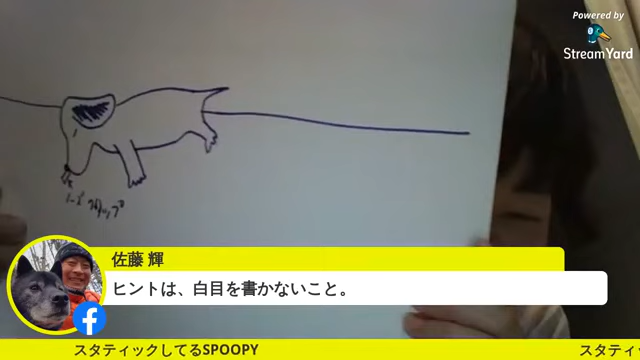 Powered by
StreamYard
佐藤 輝
ヒントは、白目を書かないこと。
スタティックしてるSPOOPY
スタティッ